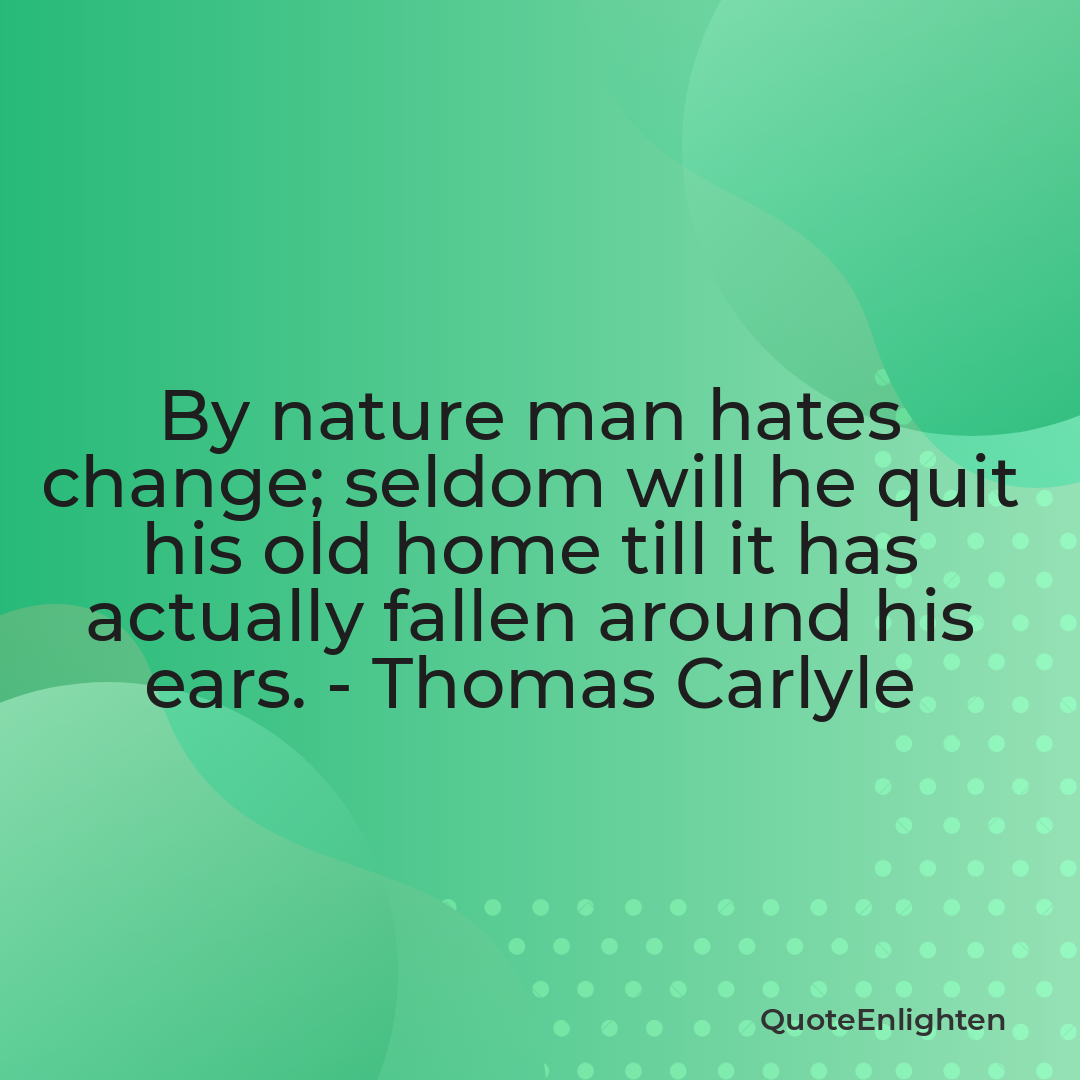 By nature man hates
change; seldom will he quit
his old home till it has
actually fallen around his
ears. - Thomas Carlyle
QuoteEnlighten